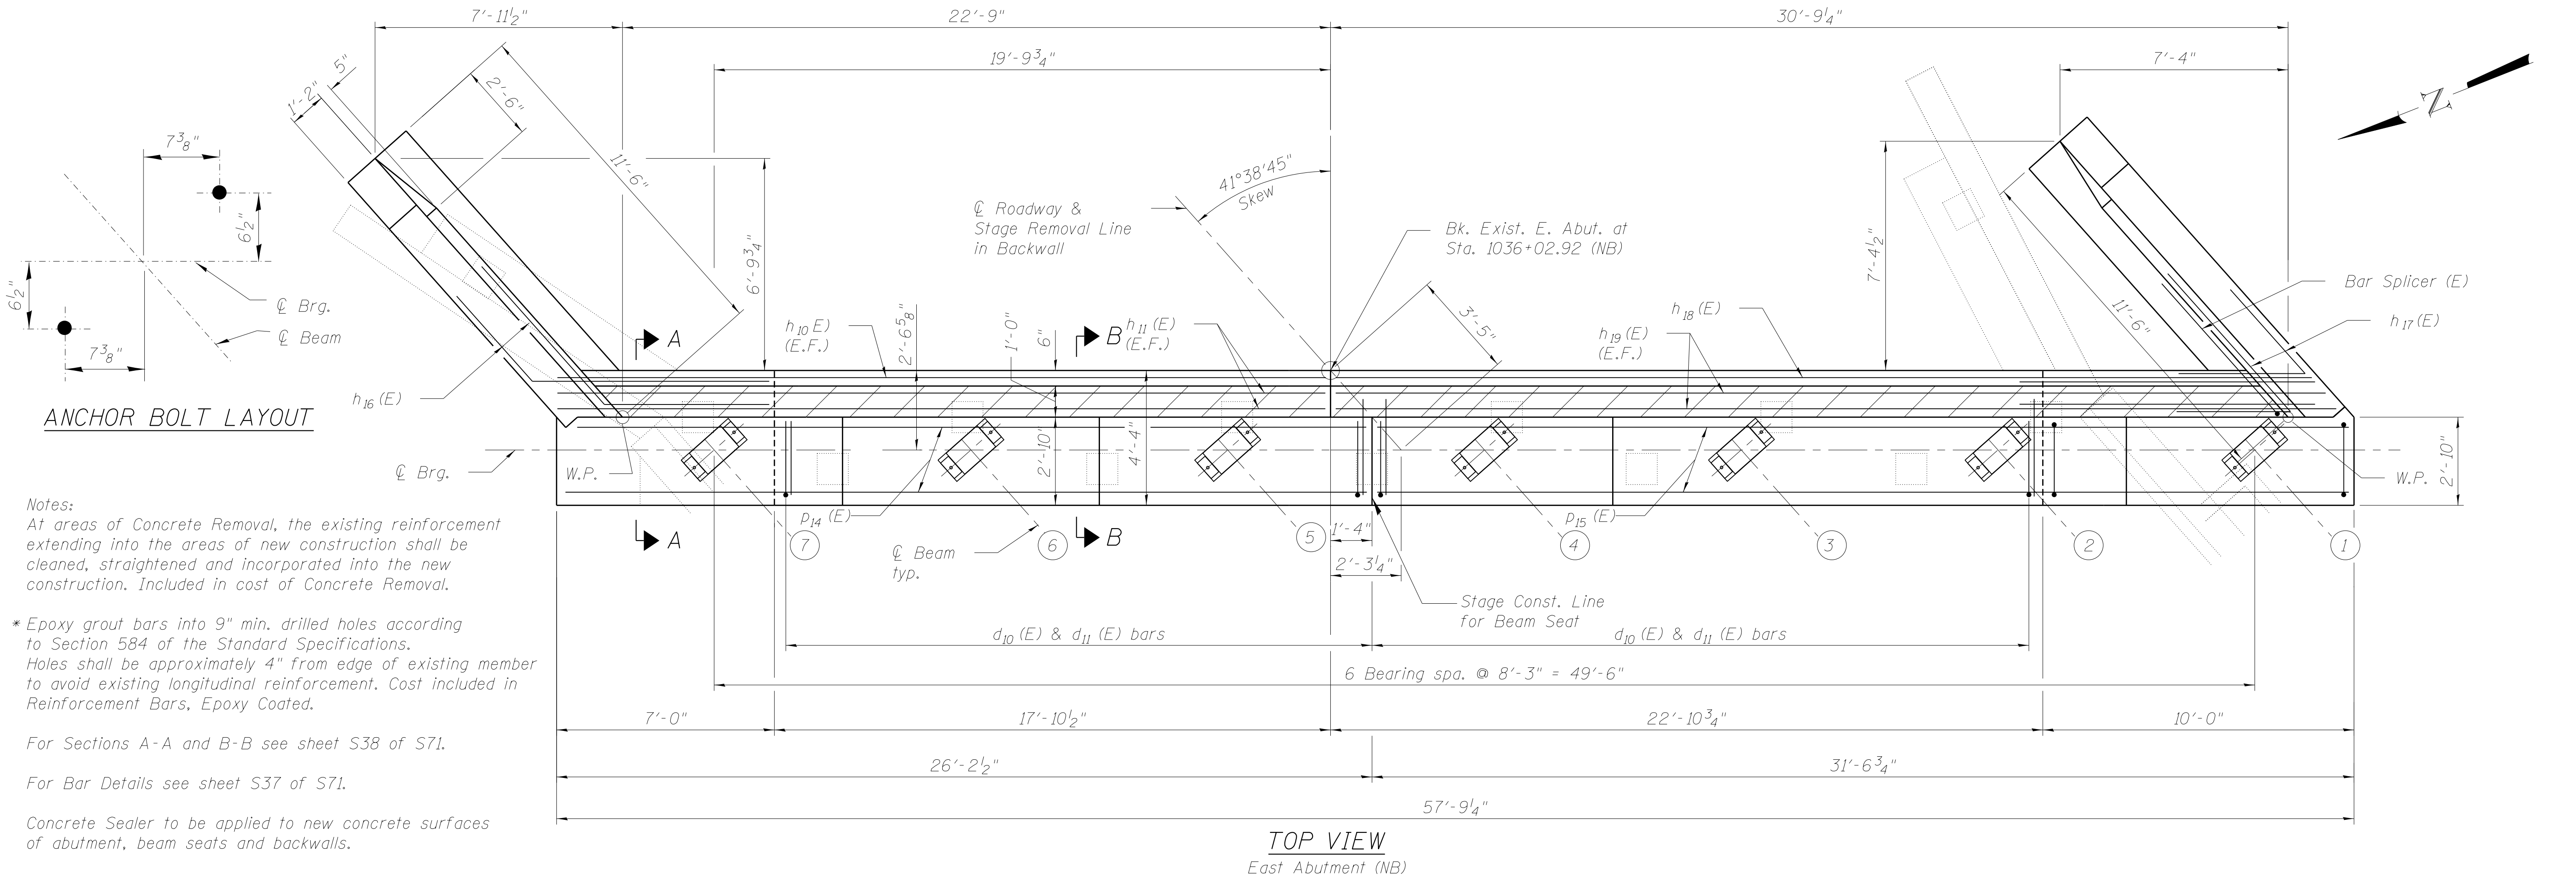 7'-11½"
22'-9"
30'-9¼"
19'-9¾"
7'-4"
5"
1'-2"
2'-6"
11'-6"
N
7⅜"
6½"
6½"
7⅜"
℄ Brg.
℄ Beam
ANCHOR BOLT LAYOUT
41°38'45"
Skew
℄ Roadway &
Stage Removal Line
in Backwall
Bk. Exist. E. Abut. at
Sta. 1036+02.92 (NB)
6'-9¾"
7'-4½"
3'-5"
11'-6"
Bar Splicer (E)
h17(E)
h16(E)
h10 E)
(E.F.)
A
2'-6⅝"
1'-0"
6"
B
h11(E)
(E.F.)
h18(E)
h19(E)
(E.F.)
2'-10"
4'-4"
2'-10"
℄ Brg.
W.P.
W.P.
p14(E)
p15(E)
A
B
℄ Beam
typ.
7
6
5
4
3
2
1
1'-4"
2'-3¼"
Stage Const. Line
for Beam Seat
d10(E) & d11(E) bars
d10(E) & d11(E) bars
6 Bearing spa. @ 8'-3" = 49'-6"
7'-0"
17'-10½"
22'-10¾"
10'-0"
26'-2½"
31'-6¾"
57'-9¼"
TOP VIEW
East Abutment (NB)
Notes:
At areas of Concrete Removal, the existing reinforcement
extending into the areas of new construction shall be
cleaned, straightened and incorporated into the new
construction. Included in cost of Concrete Removal.
* Epoxy grout bars into 9" min. drilled holes according
to Section 584 of the Standard Specifications.
Holes shall be approximately 4" from edge of existing member
to avoid existing longitudinal reinforcement. Cost included in
Reinforcement Bars, Epoxy Coated.
For Sections A-A and B-B see sheet S38 of S71.
For Bar Details see sheet S37 of S71.
Concrete Sealer to be applied to new concrete surfaces
of abutment, beam seats and backwalls.